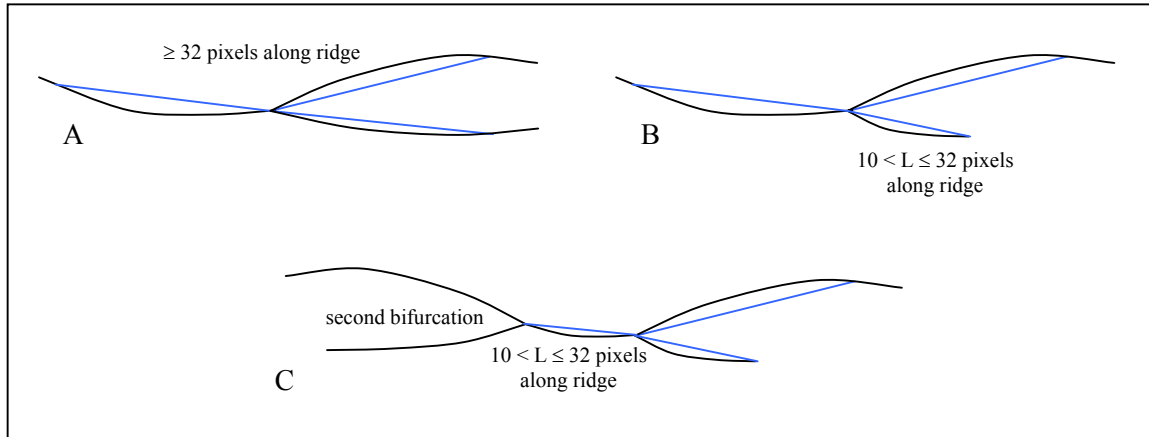 ≥ 32 pixels along ridge
A
B
10 < L ≤ 32 pixels
along ridge
second bifurcation
10 < L ≤ 32 pixels
along ridge
C